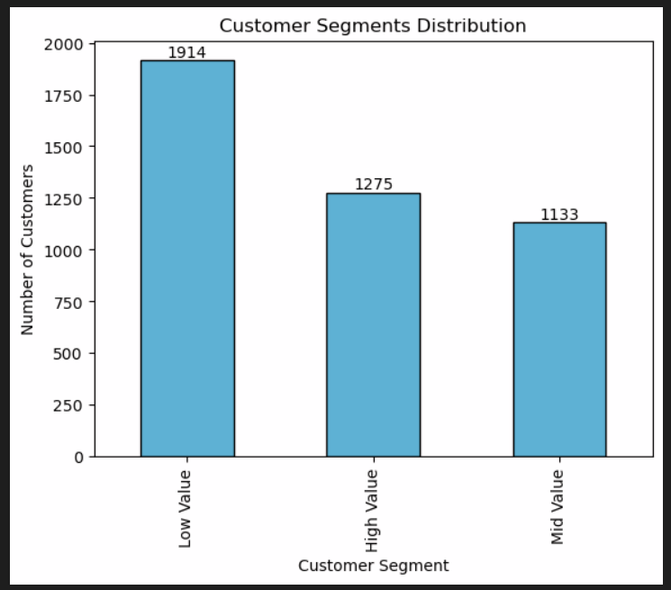 Customer Segments Distribution
Number of Customers
2000
1750
1500
1250
1000
750
500
250
0
1914
1275
1133
Low Value
High Value
Mid Value
Customer Segment